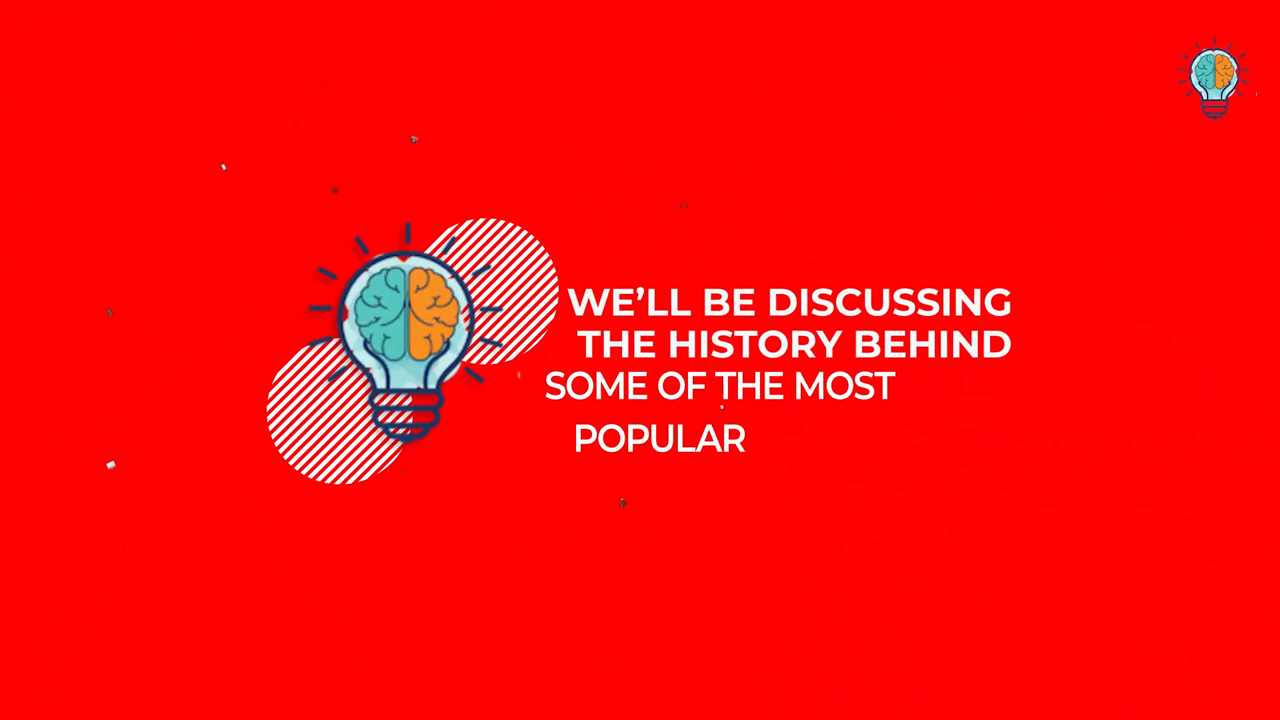 WE’LL BE DISCUSSING
THE HISTORY BEHIND
SOME OF THE MOST
POPULAR